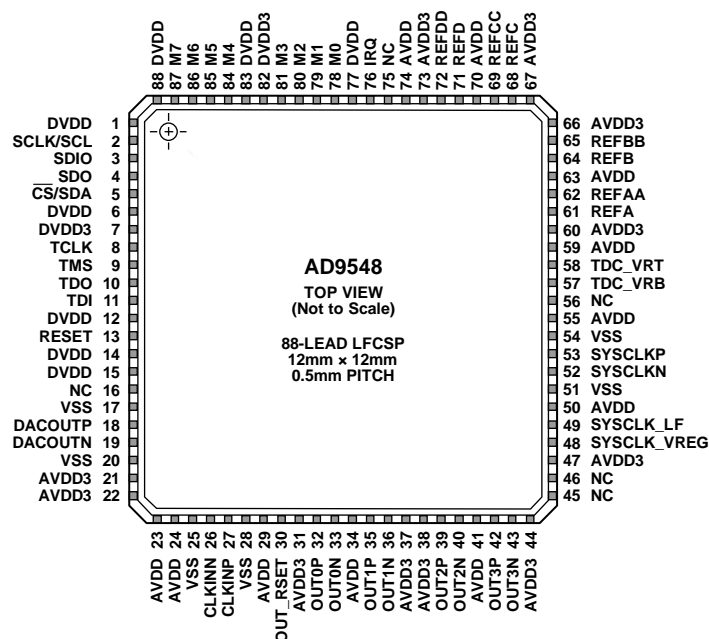 88 DVDD
87 M7
86 M6
85 M5
84 M4
83 DVDD
82 DVDD3
81 M3
80 M2
79 M1
78 M0
77 DVDD
76 IRQ
75 NC
74 AVDD
73 AVDD3
72 REFDD
71 REFD
70 AVDD
69 REFCC
68 REFC
67 AVDD3
DVDD 1
SCLK/SCL 2
SDIO 3
SDO 4
CS/SDA 5
DVDD 6
DVDD3 7
TCLK 8
TMS 9
TDO 10
TDI 11
DVDD 12
RESET 13
DVDD 14
DVDD 15
NC 16
VSS 17
DACOUTP 18
DACOUTN 19
VSS 20
AVDD3 21
AVDD3 22
AD9548
TOP VIEW
(Not to Scale)
88-LEAD LFCSP
12mm × 12mm
0.5mm PITCH
66 AVDD3
65 REFBB
64 REFB
63 AVDD
62 REFAA
61 REFA
60 AVDD3
59 AVDD
58 TDC_VRT
57 TDC_VRB
56 NC
55 AVDD
54 VSS
53 SYSCLKP
52 SYSCLKN
51 VSS
50 AVDD
49 SYSCLK_LF
48 SYSCLK_VREG
47 AVDD3
46 NC
45 NC
AVDD 23
AVDD 24
VSS 25
CLKINN 26
CLKINP 27
VSS 28
AVDD 29
OUT_RSET 30
AVDD3 31
OUT0P 32
OUT0N 33
AVDD 34
OUT1P 35
OUT1N 36
AVDD3 37
AVDD3 38
OUT2P 39
OUT2N 40
AVDD 41
OUT3P 42
OUT3N 43
AVDD3 44